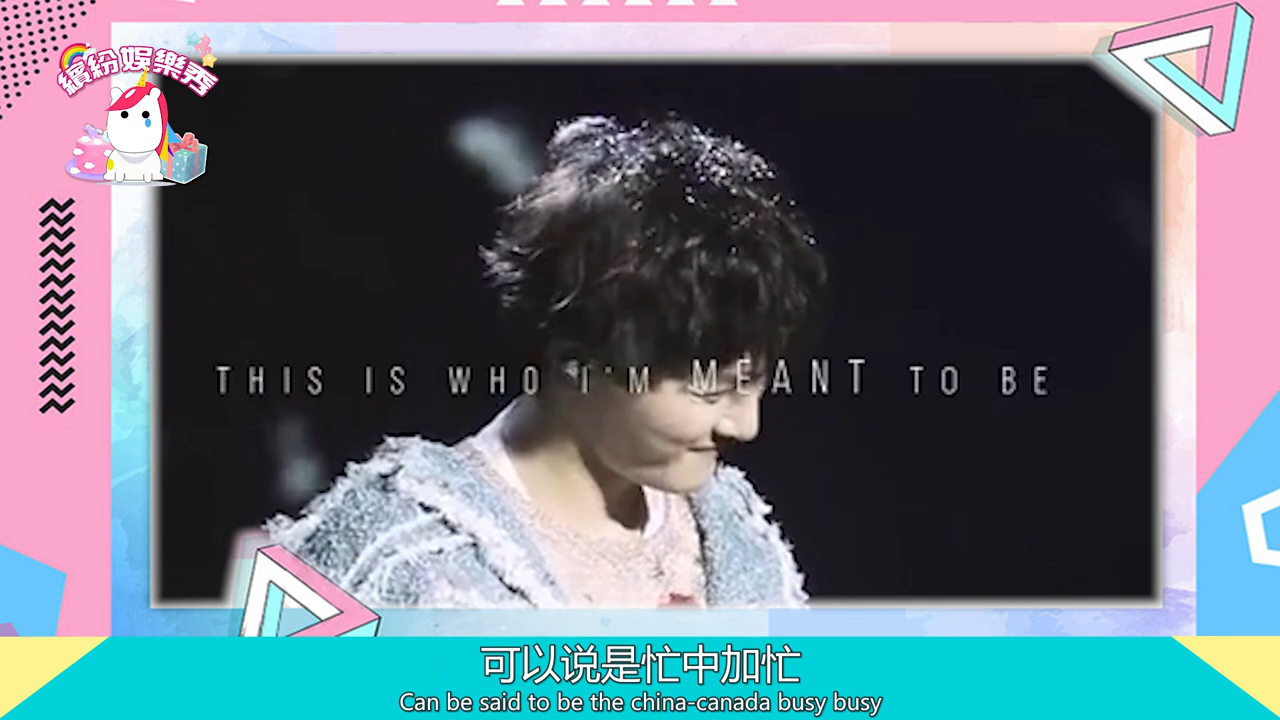 繽紛娛樂秀
THIS IS WHO I'M MEANT TO BE
可以说是忙中加忙
Can be said to be the china-canada busy busy